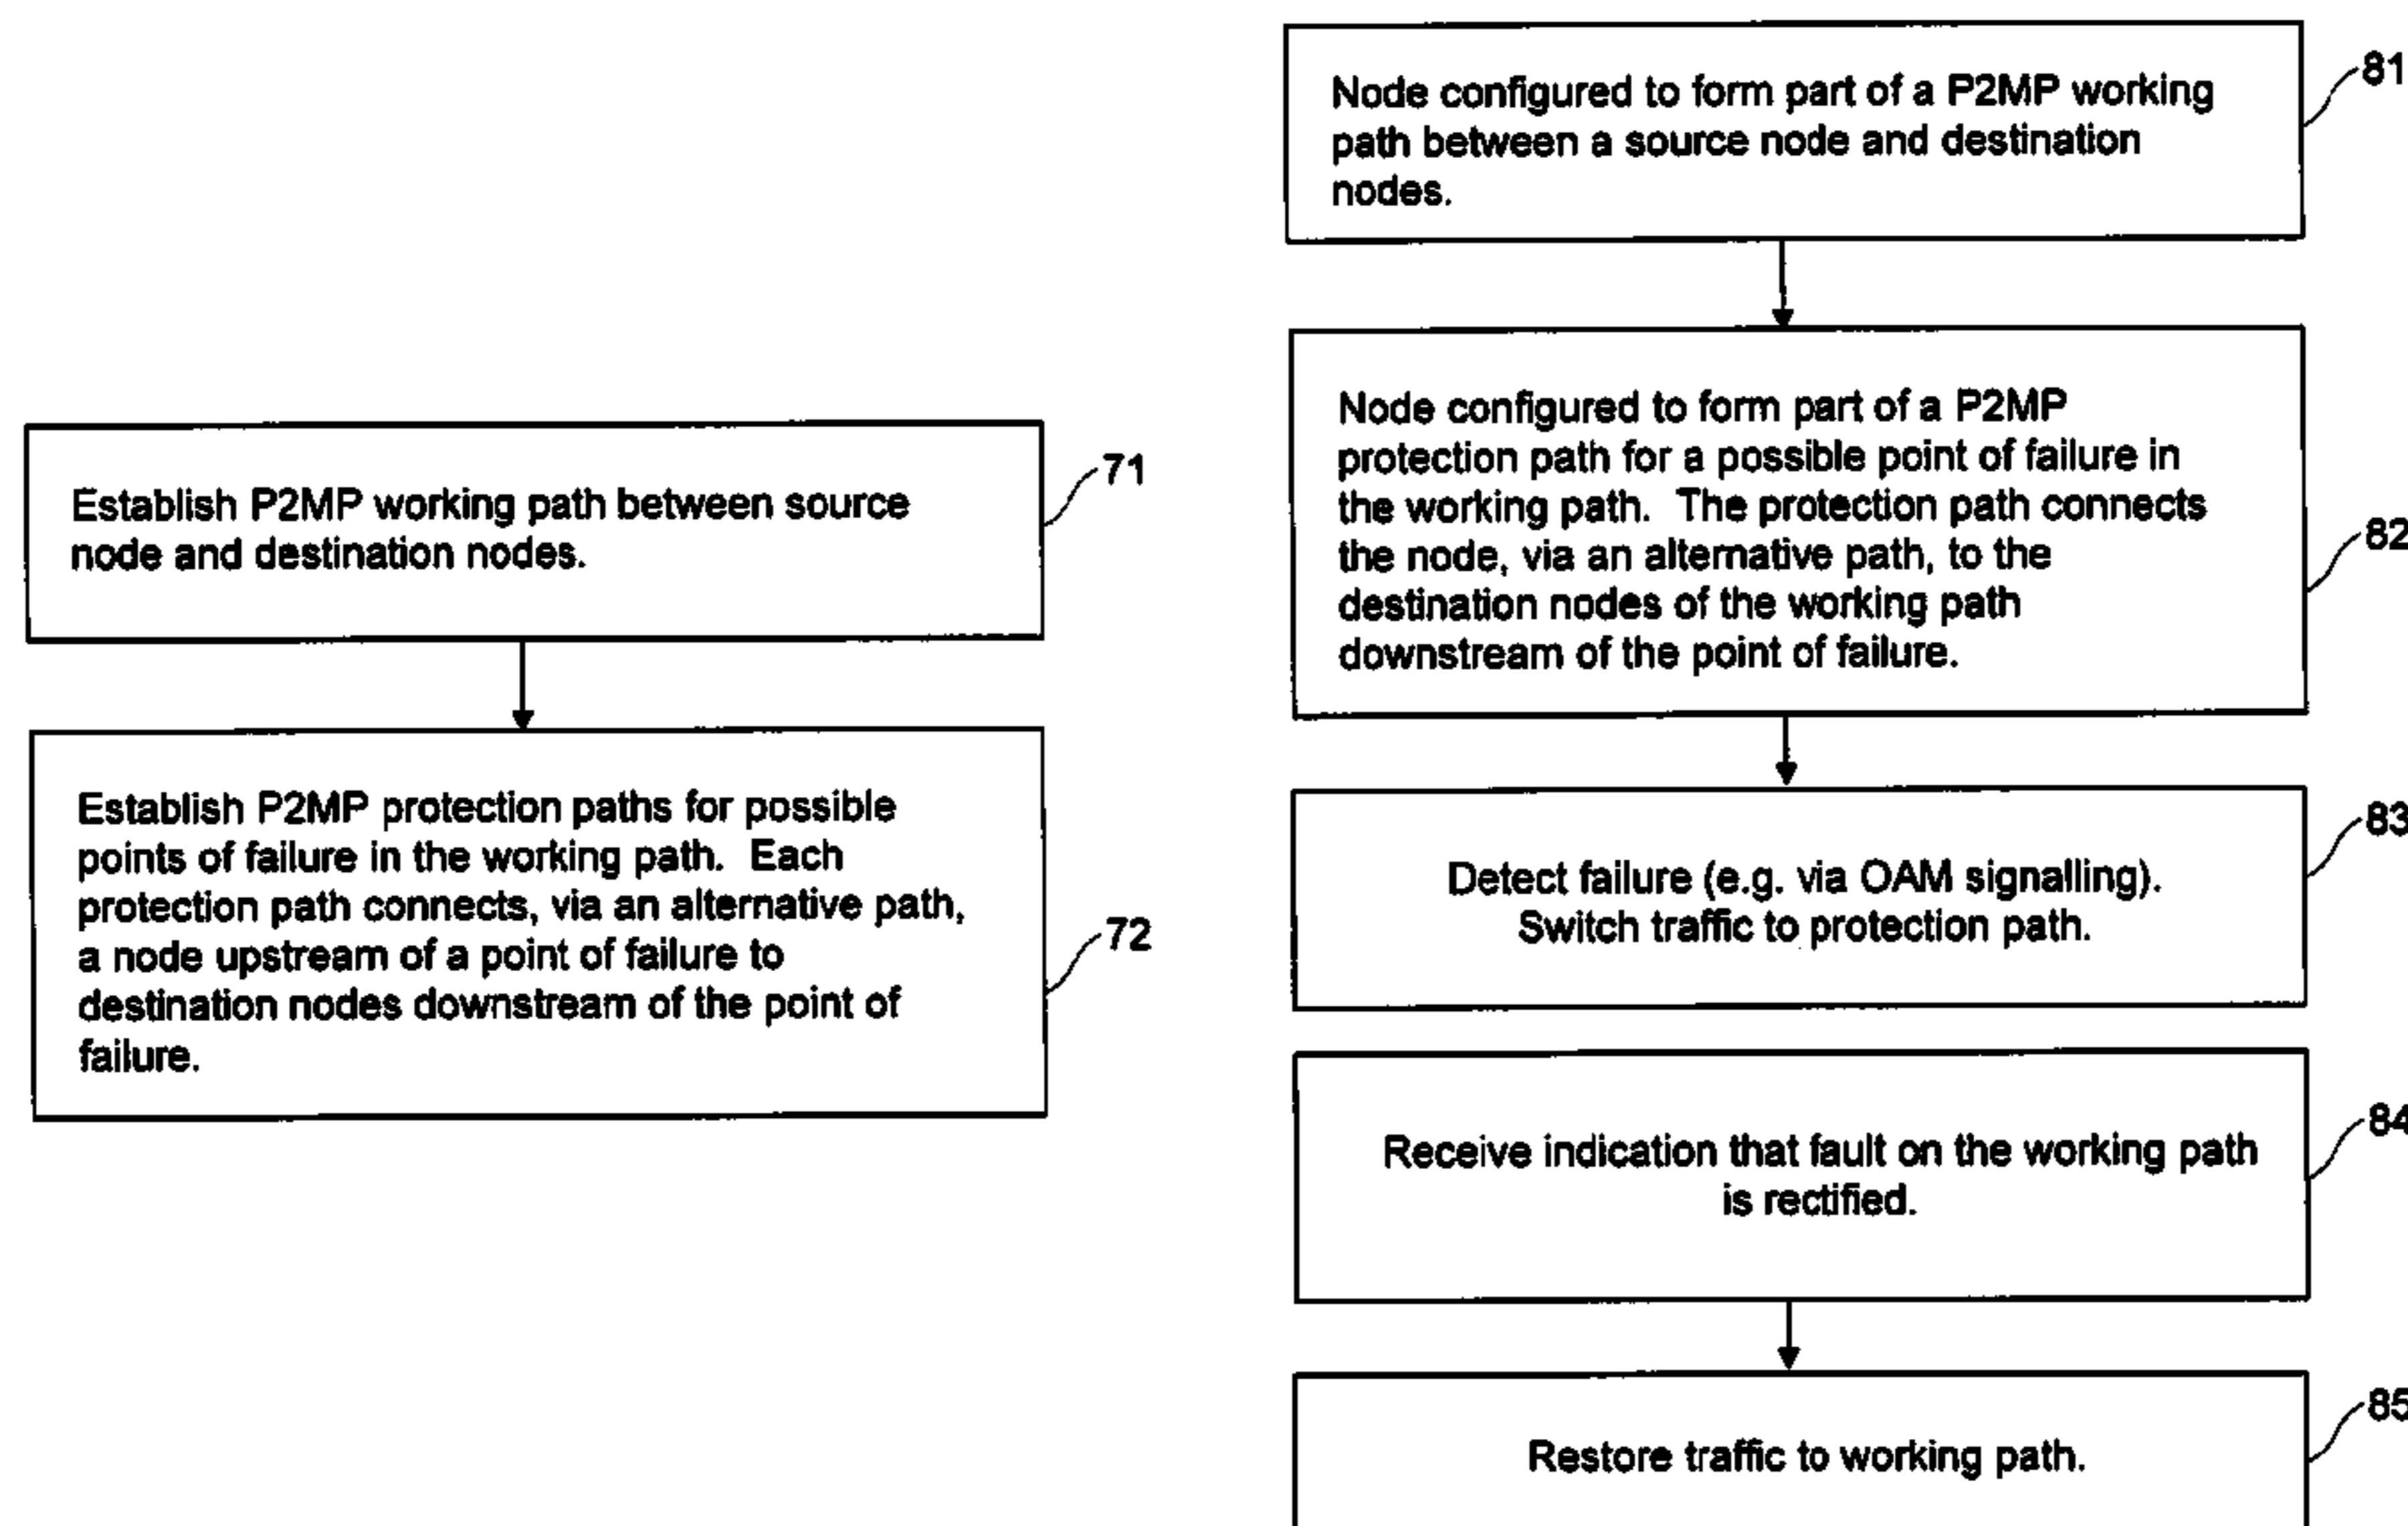 Establish P2MP working path between source
node and destination nodes.
71
Establish P2MP protection paths for possible
points of failure in the working path. Each
protection path connects, via an alternative path,
a node upstream of a point of failure to
destination nodes downstream of the point of
failure.
72
Node configured to form part of a P2MP working
path between a source node and destination
nodes.
81
Node configured to form part of a P2MP
protection path for a possible point of failure in
the working path. The protection path connects
the node, via an alternative path, to the
destination nodes of the working path
downstream of the point of failure.
82
Detect failure (e.g. via OAM signalling).
Switch traffic to protection path.
83
Receive indication that fault on the working path
is rectified.
84
Restore traffic to working path.
85